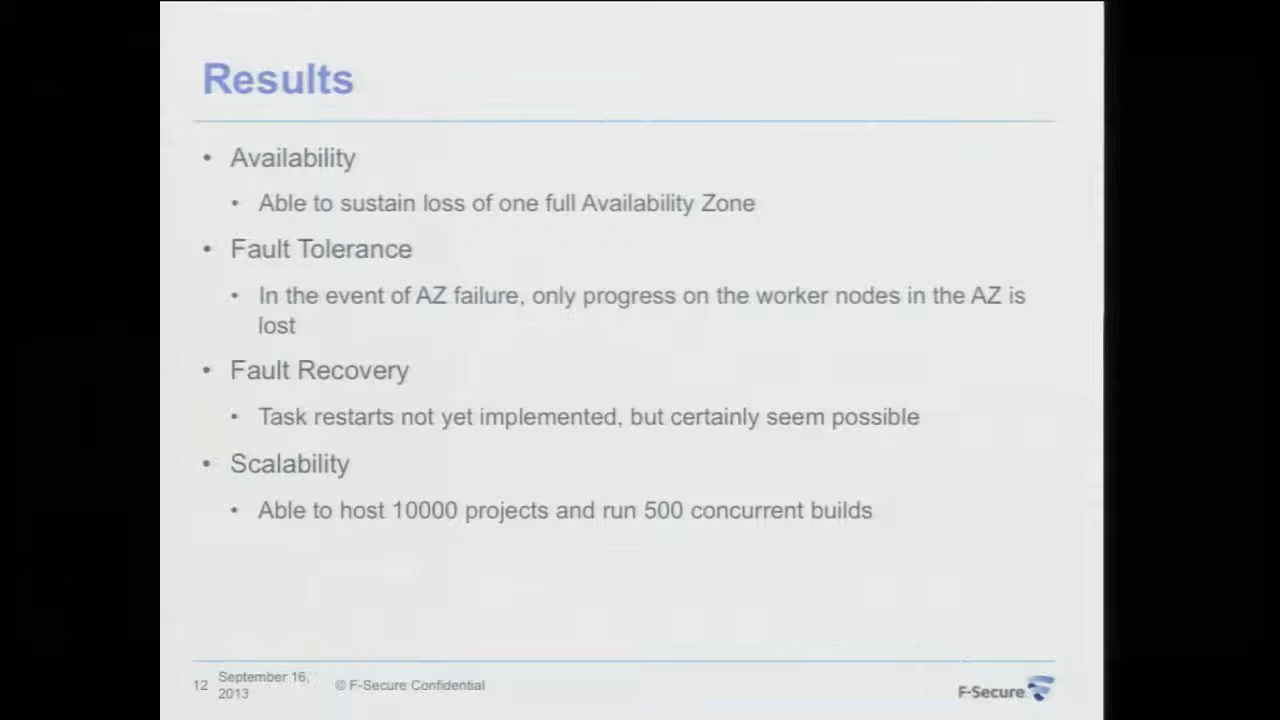 Results
• Availability
• Able to sustain loss of one full Availability Zone
• Fault Tolerance
• In the event of AZ failure, only progress on the worker nodes in the AZ is
lost
• Fault Recovery
• Task restarts not yet implemented, but certainly seem possible
• Scalability
• Able to host 10000 projects and run 500 concurrent builds
12
September 16,
2013
© F-Secure Confidential
F-Secure